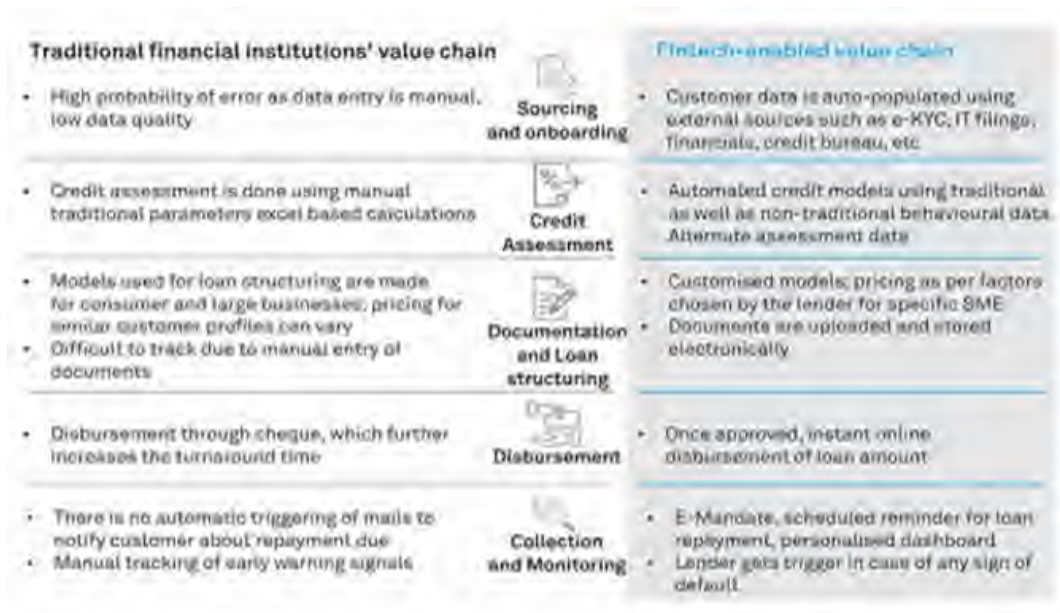 Traditional financial institutions' value chain
Fintech-enabled value chain
• High probability of error as data entry is manual,
low data quality
Sourcing
and onboarding
• Customer data is auto-populated using
external sources such as e-KYC, IT filings,
financials, credit bureau, etc
• Credit assessment is done using manual
traditional parameters excel based calculations
Credit
Assessment
• Automated credit models using traditional
as well as non-traditional behavioural data
Alternate assessment data
• Models used for loan structuring are made
for consumer and large businesses; pricing for
similar customer profiles can vary
• Difficult to track due to manual entry of
documents
Documentation
and Loan
structuring
• Customised models; pricing as per factors
chosen by the lender for specific SME
• Documents are uploaded and stored
electronically
• Disbursement through cheque, which further
increases the turnaround time
Disbursement
• Once approved, instant online
disbursement of loan amount
• There is no automatic triggering of mails to
notify customer about repayment due
• Manual tracking of early warning signals
Collection
and Monitoring
• E-Mandate, scheduled reminder for loan
repayment, personalised dashboard
• Lender gets trigger in case of any sign of
default